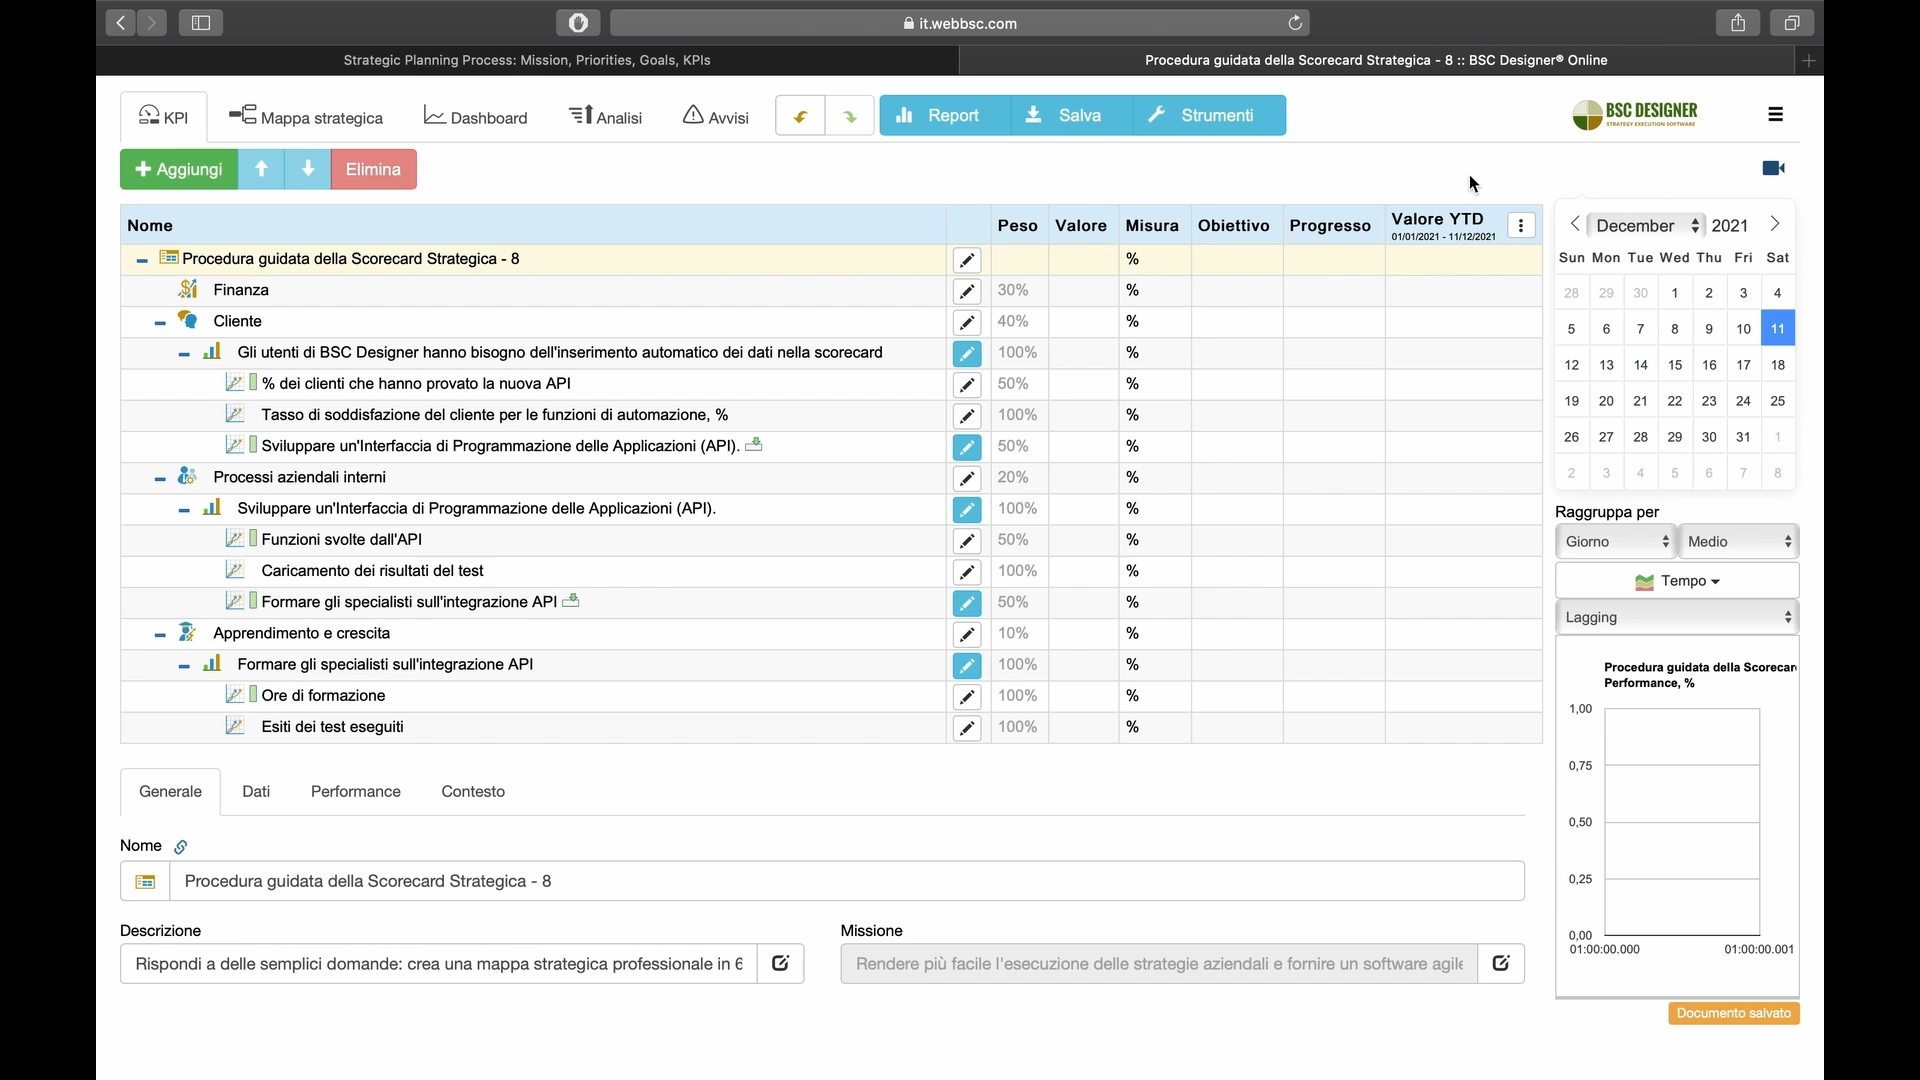 it.webbsc.com
Strategic Planning Process: Mission, Priorities, Goals, KPIs
Procedura guidata della Scorecard Strategica - 8 :: BSC Designer® Online
KPI
Mappa strategica
Dashboard
Analisi
Avvisi
Report
Salva
Strumenti
BSC DESIGNER
STRATEGY EXECUTION SOFTWARE
Aggiungi
Elimina
Nome Peso Valore Misura Obiettivo Progresso Valore YTD
01/01/2021 - 11/12/2021
Procedura guidata della Scorecard Strategica - 8 %
Finanza 30% %
Cliente 40% %
Gli utenti di BSC Designer hanno bisogno dell'inserimento automatico dei dati nella scorecard 100% %
% dei clienti che hanno provato la nuova API 50% %
Tasso di soddisfazione del cliente per le funzioni di automazione, % 100% %
Sviluppare un'Interfaccia di Programmazione delle Applicazioni (API). 50% %
Processi aziendali interni 20% %
Sviluppare un'Interfaccia di Programmazione delle Applicazioni (API). 100% %
Funzioni svolte dall'API 50% %
Caricamento dei risultati del test 100% %
Formare gli specialisti sull'integrazione API 50% %
Apprendimento e crescita 10% %
Formare gli specialisti sull'integrazione API 100% %
Ore di formazione 100% %
Esiti dei test eseguiti 100% %
December 2021
Sun Mon Tue Wed Thu Fri Sat
28 29 30 1 2 3 4
5 6 7 8 9 10 11
12 13 14 15 16 17 18
19 20 21 22 23 24 25
26 27 28 29 30 31 1
2 3 4 5 6 7 8
Raggruppa per
Giorno Medio
Tempo
Lagging
Procedura guidata della Scorecar
Performance, %
1,00
0,75
0,50
0,25
0,00
01:00:00.000 01:00:00.001
Documento salvato
Generale Dati Performance Contesto
Nome
Procedura guidata della Scorecard Strategica - 8
Descrizione
Rispondi a delle semplici domande: crea una mappa strategica professionale in 6
Missione
Rendere più facile l'esecuzione delle strategie aziendali e fornire un software agile